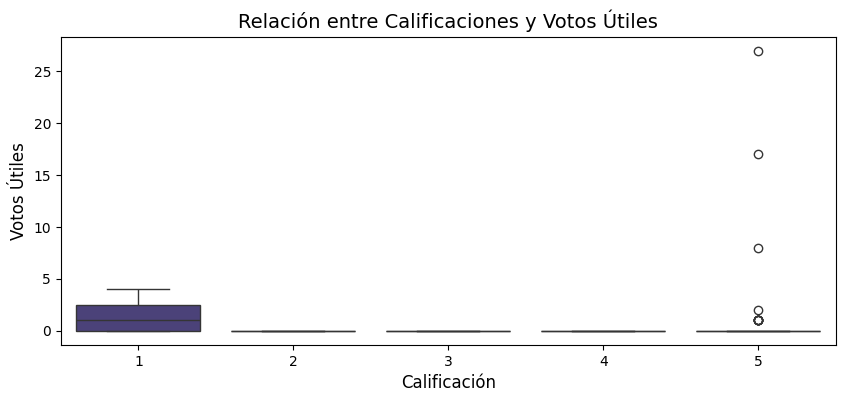 Relación entre Calificaciones y Votos Útiles
Votos Útiles
25
20
15
10
5
0
1 2 3 4 5
Calificación